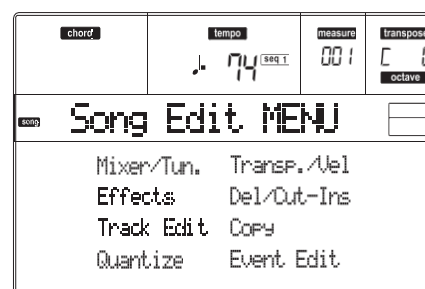 chord tempo measure transpose
♩. 74 seq 1 001 C
octave
song Song Edit MENU
Mixer/Tun. Transp./Vel
Effects Del/Cut-Ins
Track Edit Copy
Quantize Event Edit